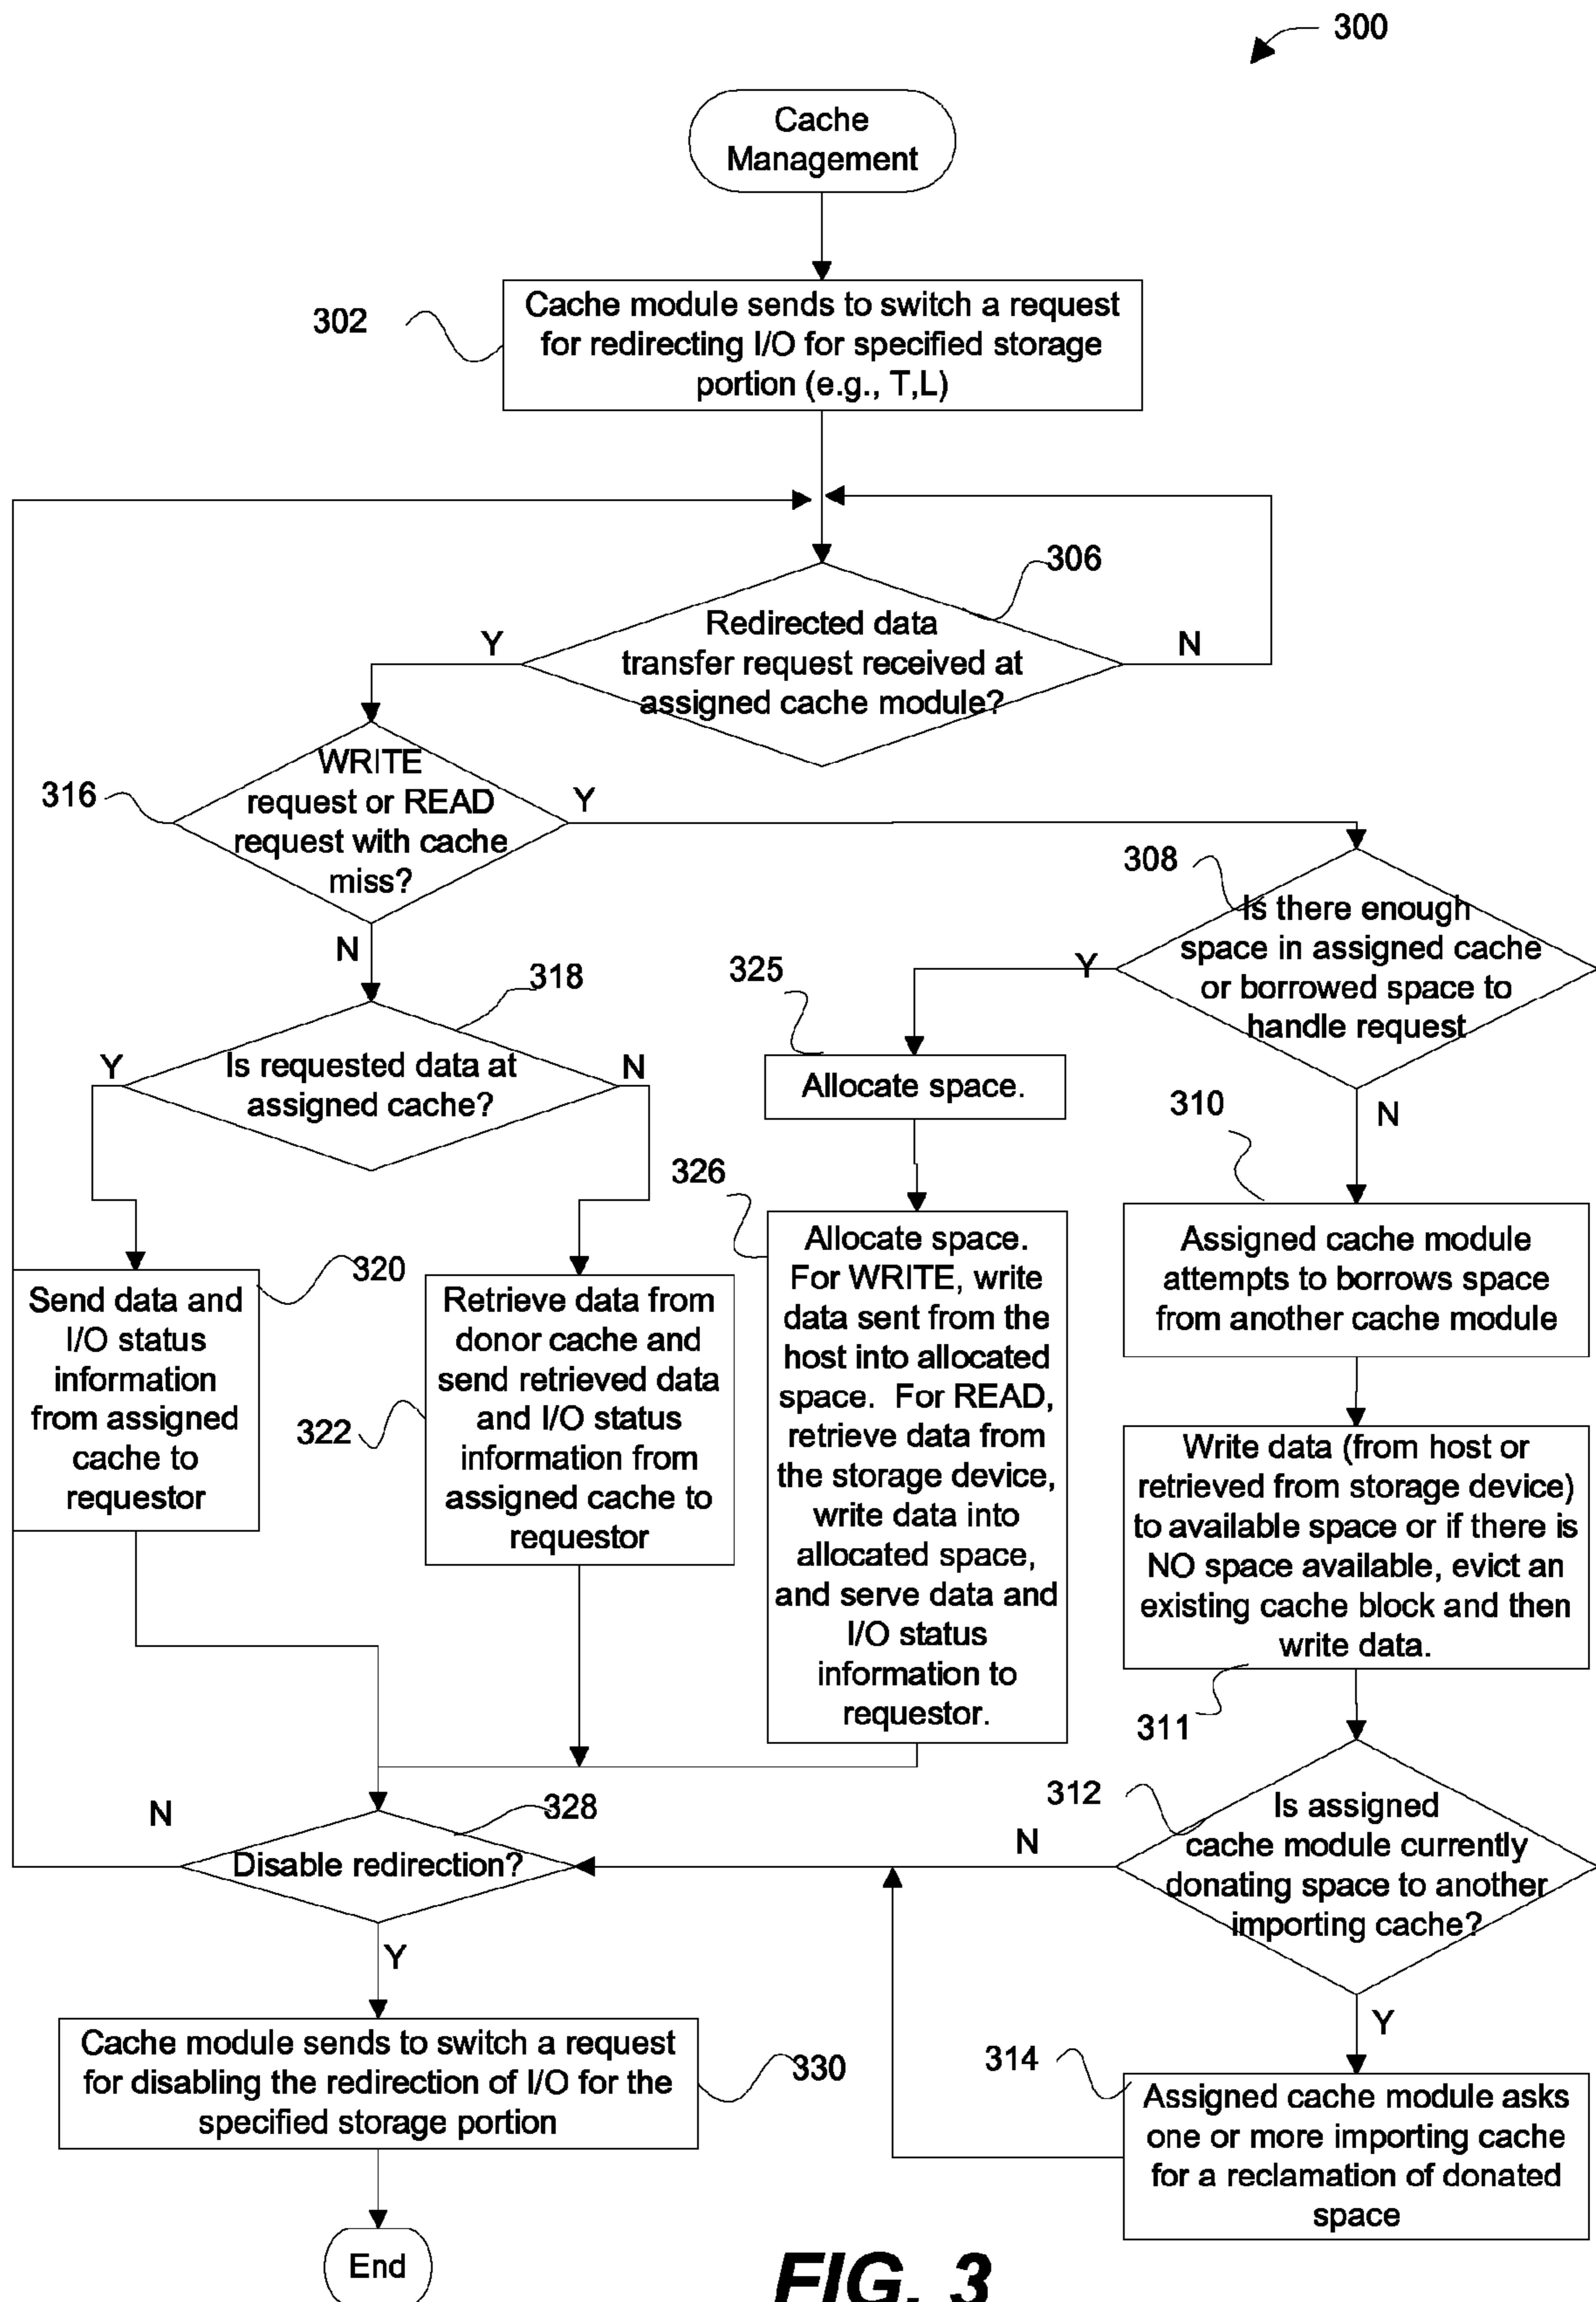 300
Cache
Management
302
Cache module sends to switch a request
for redirecting I/O for specified storage
portion (e.g., T,L)
306
Redirected data
transfer request received at
assigned cache module?
Y
N
316
WRITE
request or READ
request with cache
miss?
Y
N
308
Is there enough
space in assigned cache
or borrowed space to
handle request
Y
N
318
Is requested data at
assigned cache?
Y
N
325
Allocate space.
310
Assigned cache module
attempts to borrows space
from another cache module
320
Send data and
I/O status
information
from assigned
cache to
requestor
322
Retrieve data from
donor cache and
send retrieved data
and I/O status
information from
assigned cache to
requestor
326
Allocate space.
For WRITE, write
data sent from the
host into allocated
space. For READ,
retrieve data from
the storage device,
write data into
allocated space,
and serve data and
I/O status
information to
requestor.
Write data (from host or
retrieved from storage device)
to available space or if there is
NO space available, evict an
existing cache block and then
write data.
311
312
Is assigned
cache module currently
donating space to another
importing cache?
N
Y
328
Disable redirection?
N
Y
314
Assigned cache module asks
one or more importing cache
for a reclamation of donated
space
Cache module sends to switch a request
for disabling the redirection of I/O for the
specified storage portion
330
End
FIG. 3